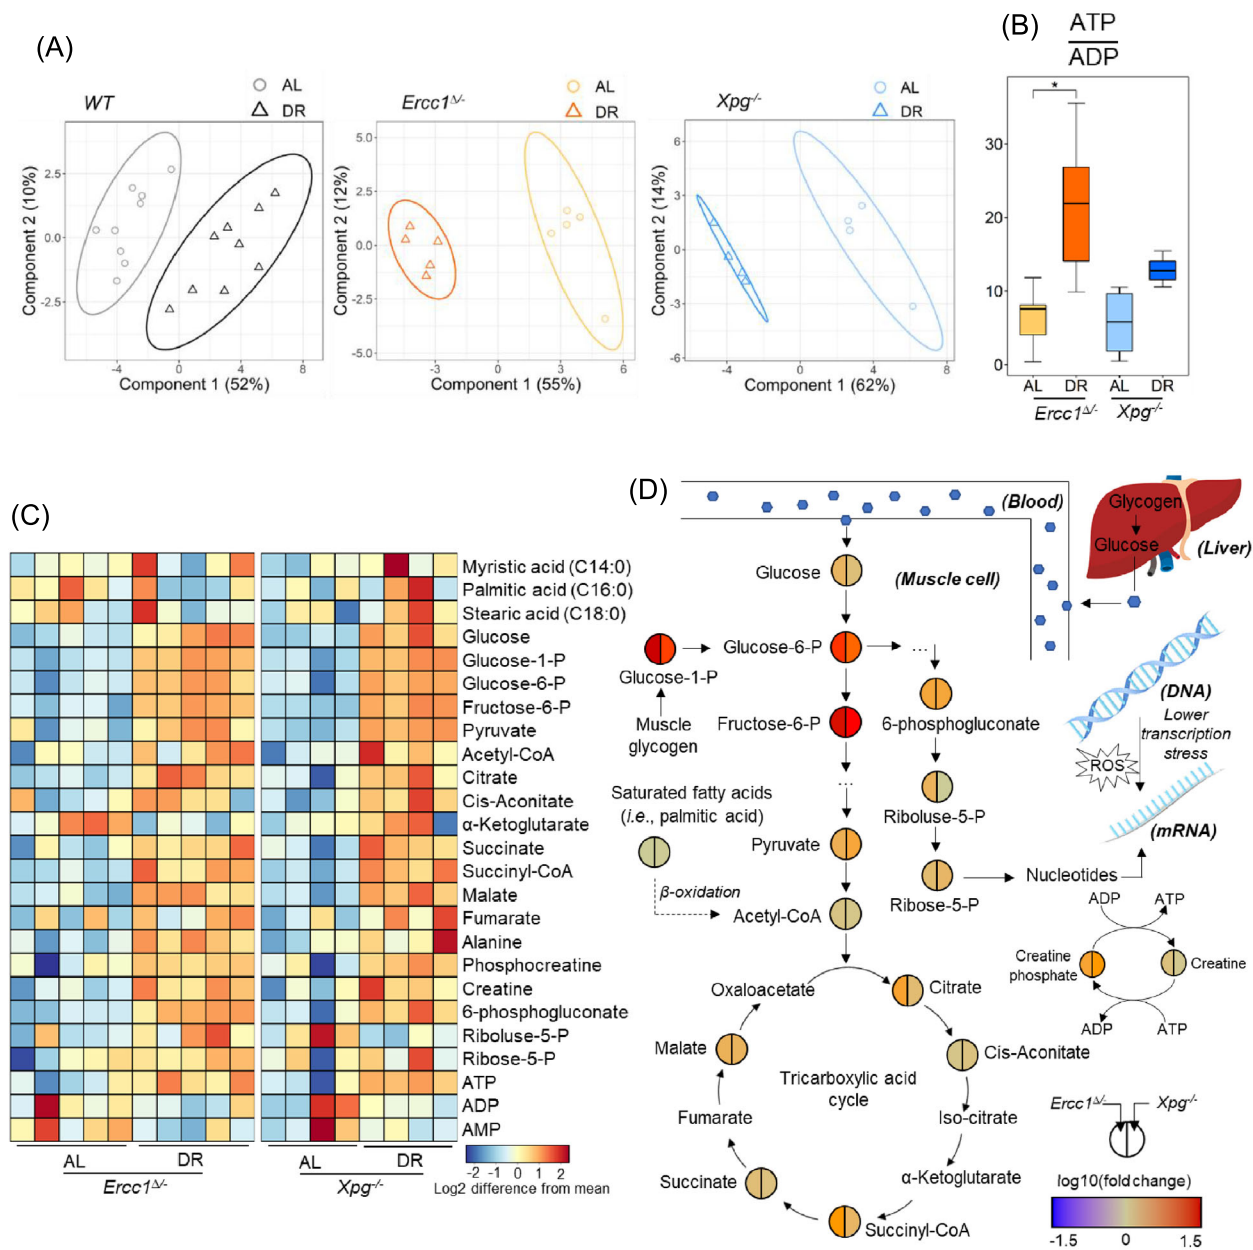 (A)
WT
AL
DR
Component 2 (10%)
2.5
0.0
-2.5
-4
0
4
8
Component 1 (52%)
Ercc1Δ/-
AL
DR
Component 2 (12%)
5.0
2.5
0.0
-2.5
-5.0
-3
0
3
6
Component 1 (55%)
Xpg-/-
AL
DR
Component 2 (14%)
6
3
0
-3
-6
-4
0
4
8
Component 1 (62%)
(B)
ATP
ADP
*
30
20
10
0
AL DR AL DR
Ercc1Δ/- Xpg-/-
(C)
Myristic acid (C14:0)
Palmitic acid (C16:0)
Stearic acid (C18:0)
Glucose
Glucose-1-P
Glucose-6-P
Fructose-6-P
Pyruvate
Acetyl-CoA
Citrate
Cis-Aconitate
α-Ketoglutarate
Succinate
Succinyl-CoA
Malate
Fumarate
Alanine
Phosphocreatine
Creatine
6-phosphogluconate
Riboluse-5-P
Ribose-5-P
ATP
ADP
AMP
AL DR AL DR
Ercc1Δ/- Xpg-/-
-2 -1 0 1 2
Log2 difference from mean
(D)
(Blood)
Glycogen
Glucose
(Liver)
Glucose
(Muscle cell)
Glucose-6-P
...
Glucose-1-P
Muscle
glycogen
Fructose-6-P
6-phosphogluconate
...
(DNA)
Lower
transcription
stress
ROS
(mRNA)
Saturated fatty acids
(i.e., palmitic acid)
Riboluse-5-P
Pyruvate
β-oxidation
Acetyl-CoA
Ribose-5-P
Nucleotides
ADP ATP
Creatine
phosphate
Creatine
ADP ATP
Oxaloacetate
Citrate
Malate
Cis-Aconitate
Tricarboxylic acid
cycle
Fumarate
Iso-citrate
Succinate
α-Ketoglutarate
Succinyl-CoA
Ercc1Δ/- Xpg-/-
log10(fold change)
-1.5 0 1.5